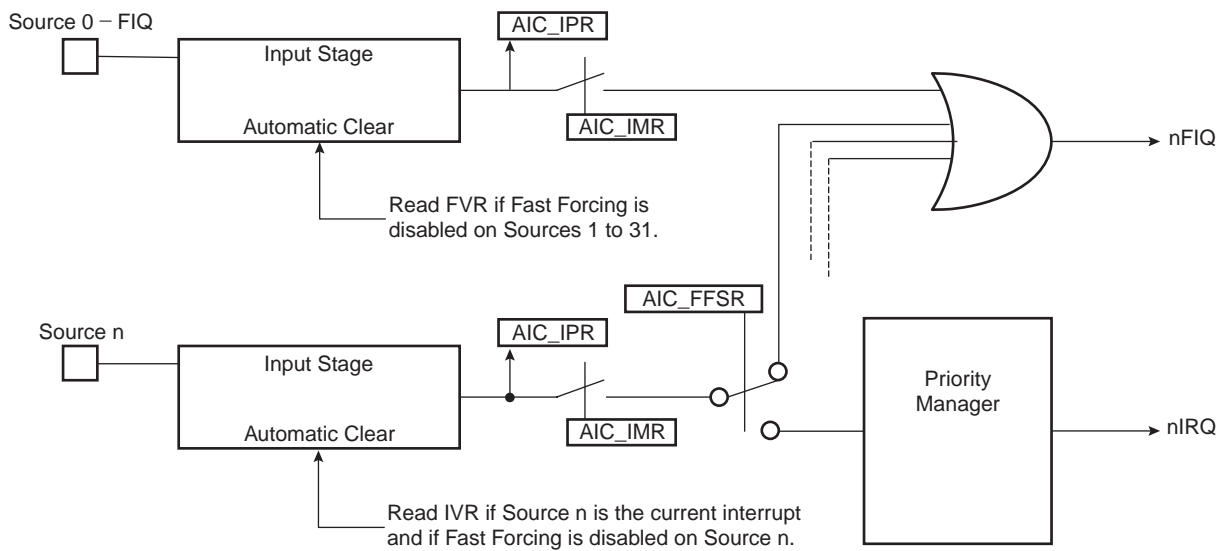 Source 0 – FIQ
AIC_IPR
Input Stage
Automatic Clear
AIC_IMR
nFIQ
Read FVR if Fast Forcing is
disabled on Sources 1 to 31.
AIC_FFSR
Source n
AIC_IPR
Input Stage
Priority
Manager
Automatic Clear
AIC_IMR
nIRQ
Read IVR if Source n is the current interrupt
and if Fast Forcing is disabled on Source n.